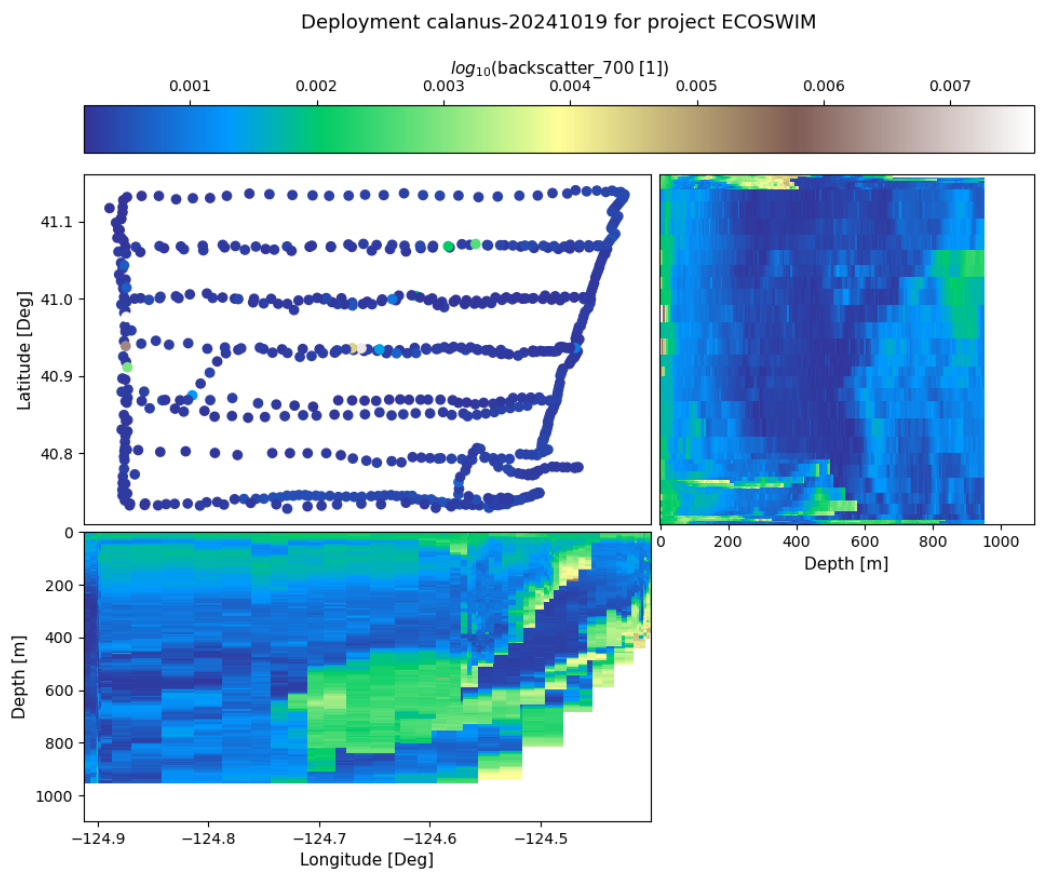 Deployment calanus-20241019 for project ECOSWIM
log10(backscatter_700 [1])
0.001 0.002 0.003 0.004 0.005 0.006 0.007
41.1
41.0
40.9
40.8
Latitude [Deg]
0 200 400 600 800 1000
Depth [m]
0
200
400
600
800
1000
Depth [m]
−124.9 −124.8 −124.7 −124.6 −124.5
Longitude [Deg]